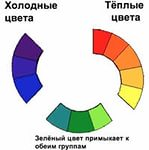 Холодные
цвета
Тёплые
цвета
Зелёный цвет примыкает к
обеим группам